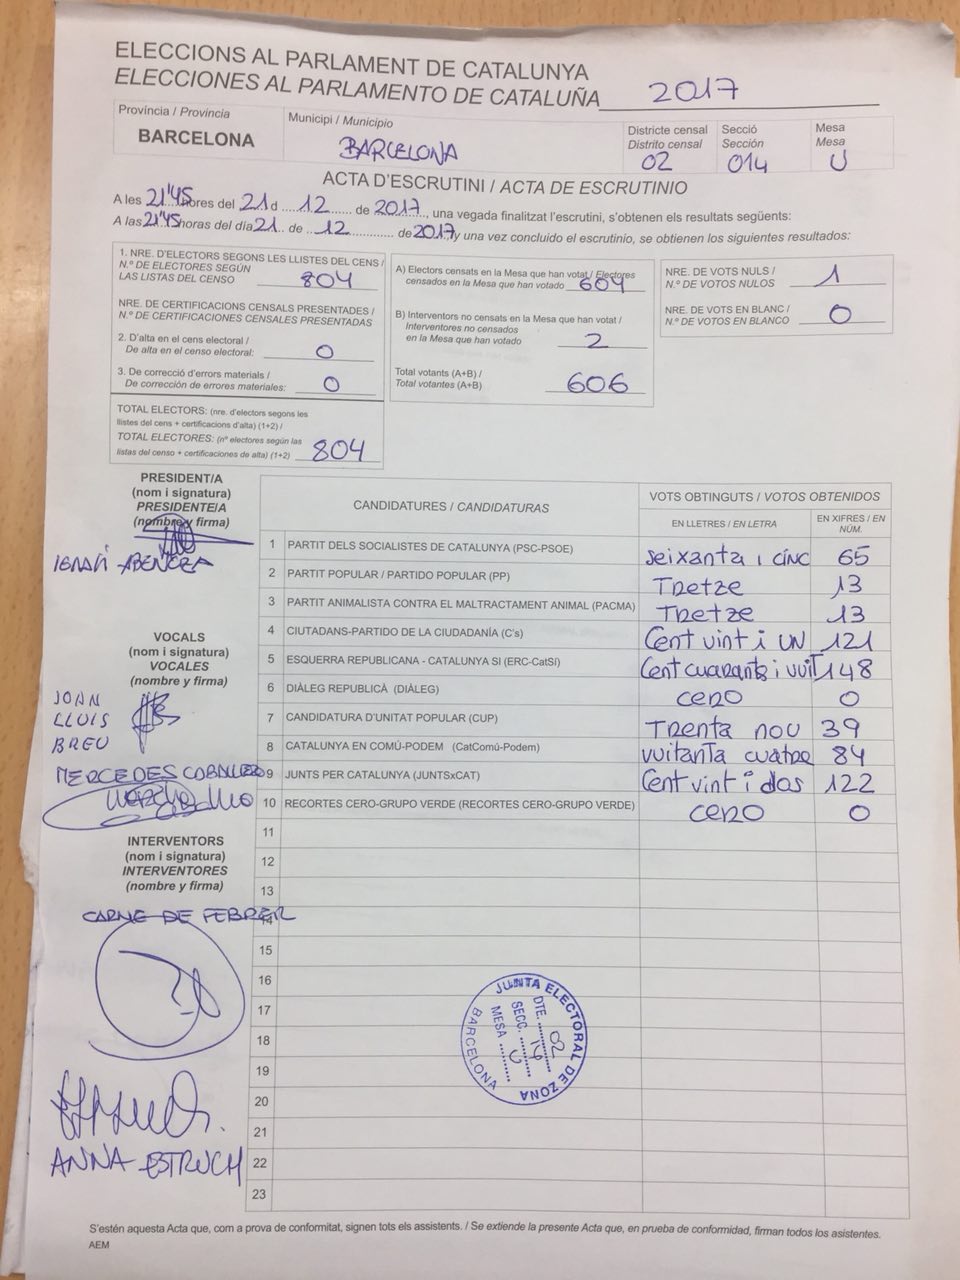 ELECCIONS AL PARLAMENT DE CATALUNYA
ELECCIONES AL PARLAMENTO DE CATALUÑA 2017
Província / Provincia
BARCELONA
Municipi / Municipio
BARCELONA
Districte censal
Distrito censal
02
Secció
Sección
014
Mesa
Mesa
U
ACTA D'ESCRUTINI / ACTA DE ESCRUTINIO
A les 21'45 hores del 21 d 12 de 2017, una vegada finalitzat l'escrutini, s'obtenen els resultats següents:
A las 21'45 horas del día 21 de 12 de 2017 y una vez concluido el escrutinio, se obtienen los siguientes resultados:
1. NRE. D'ELECTORS SEGONS LES LLISTES DEL CENS /
N.º DE ELECTORES SEGÚN
LAS LISTAS DEL CENSO 804
NRE. DE CERTIFICACIONS CENSALS PRESENTADES /
N.º DE CERTIFICACIONES CENSALES PRESENTADAS
2. D'alta en el cens electoral /
De alta en el censo electoral: 0
3. De correcció d'errors materials /
De corrección de errores materiales: 0
TOTAL ELECTORS: (nre. d'electors segons les
llistes del cens + certificacions d'alta) (1+2) /
TOTAL ELECTORES: (nº electores según las
listas del censo + certificaciones de alta) (1+2) 804
A) Electors censats en la Mesa que han votat / Electores
censados en la Mesa que han votado 604
B) Interventors no censats en la Mesa que han votat /
Interventores no censados
en la Mesa que han votado 2
Total votants (A+B) /
Total votantes (A+B) 606
NRE. DE VOTS NULS /
N.º DE VOTOS NULOS 1
NRE. DE VOTS EN BLANC /
N.º DE VOTOS EN BLANCO 0
PRESIDENT/A
(nom i signatura)
PRESIDENTE/A
(nombre y firma)
VOCALS
(nom i signatura)
VOCALES
(nombre y firma)
JOAN
LLUIS
BREU
MERCEDES
INTERVENTORS
(nom i signatura)
INTERVENTORES
(nombre y firma)
CARME DE FEBRER
ANNA ESTRUCH
CANDIDATURES / CANDIDATURAS
VOTS OBTINGUTS / VOTOS OBTENIDOS
EN LLETRES / EN LETRA
EN XIFRES / EN NÚM.
1 PARTIT DELS SOCIALISTES DE CATALUNYA (PSC-PSOE) seixanta i cinc 65
2 PARTIT POPULAR / PARTIDO POPULAR (PP) Tretze 13
3 PARTIT ANIMALISTA CONTRA EL MALTRACTAMENT ANIMAL (PACMA) Tretze 13
4 CIUTADANS-PARTIDO DE LA CIUDADANÍA (C's) Cent vint i UN 121
5 ESQUERRA REPUBLICANA - CATALUNYA SI (ERC-CatSí) Cent cuaranta i vuit 148
6 DIÀLEG REPUBLICÀ (DIÀLEG) cero 0
7 CANDIDATURA D'UNITAT POPULAR (CUP) Trenta nou 39
8 CATALUNYA EN COMÚ-PODEM (CatComú-Podem) vuitanta cuatre 84
9 JUNTS PER CATALUNYA (JUNTSxCAT) Cent vint i dos 122
10 RECORTES CERO-GRUPO VERDE (RECORTES CERO-GRUPO VERDE) cero 0
11
12
13
14
15
16
17
18
19
20
21
22
23
JUNTA ELECTORAL DE ZONA
BARCELONA
DTE. 02
SECC. 14
MESA U
S'estén aquesta Acta que, com a prova de conformitat, signen tots els assistents. / Se extiende la presente Acta que, en prueba de conformidad, firman todos los asistentes.
AEM